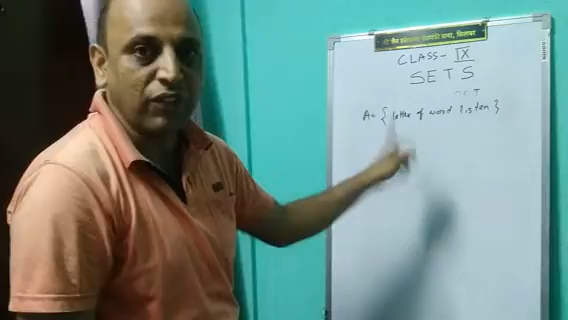 CLASS- IX
SETS
A= { letter of word listen }